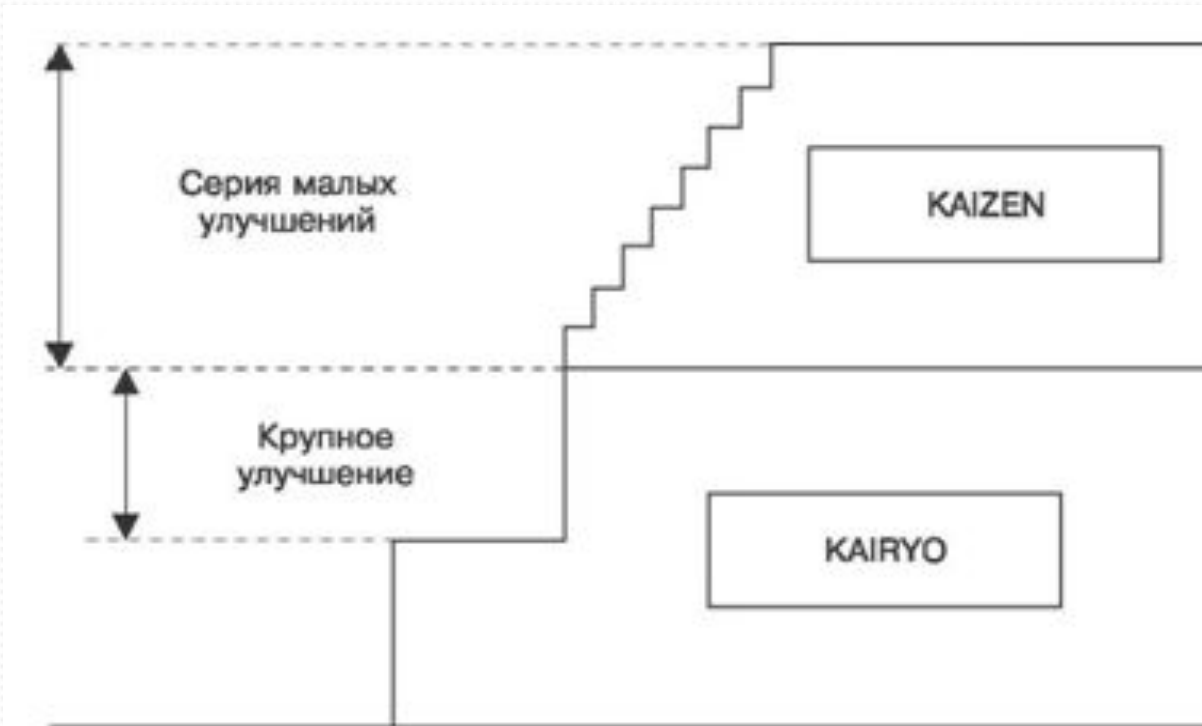 Серия малых
улучшений
KAIZEN
Крупное
улучшение
KAIRYO